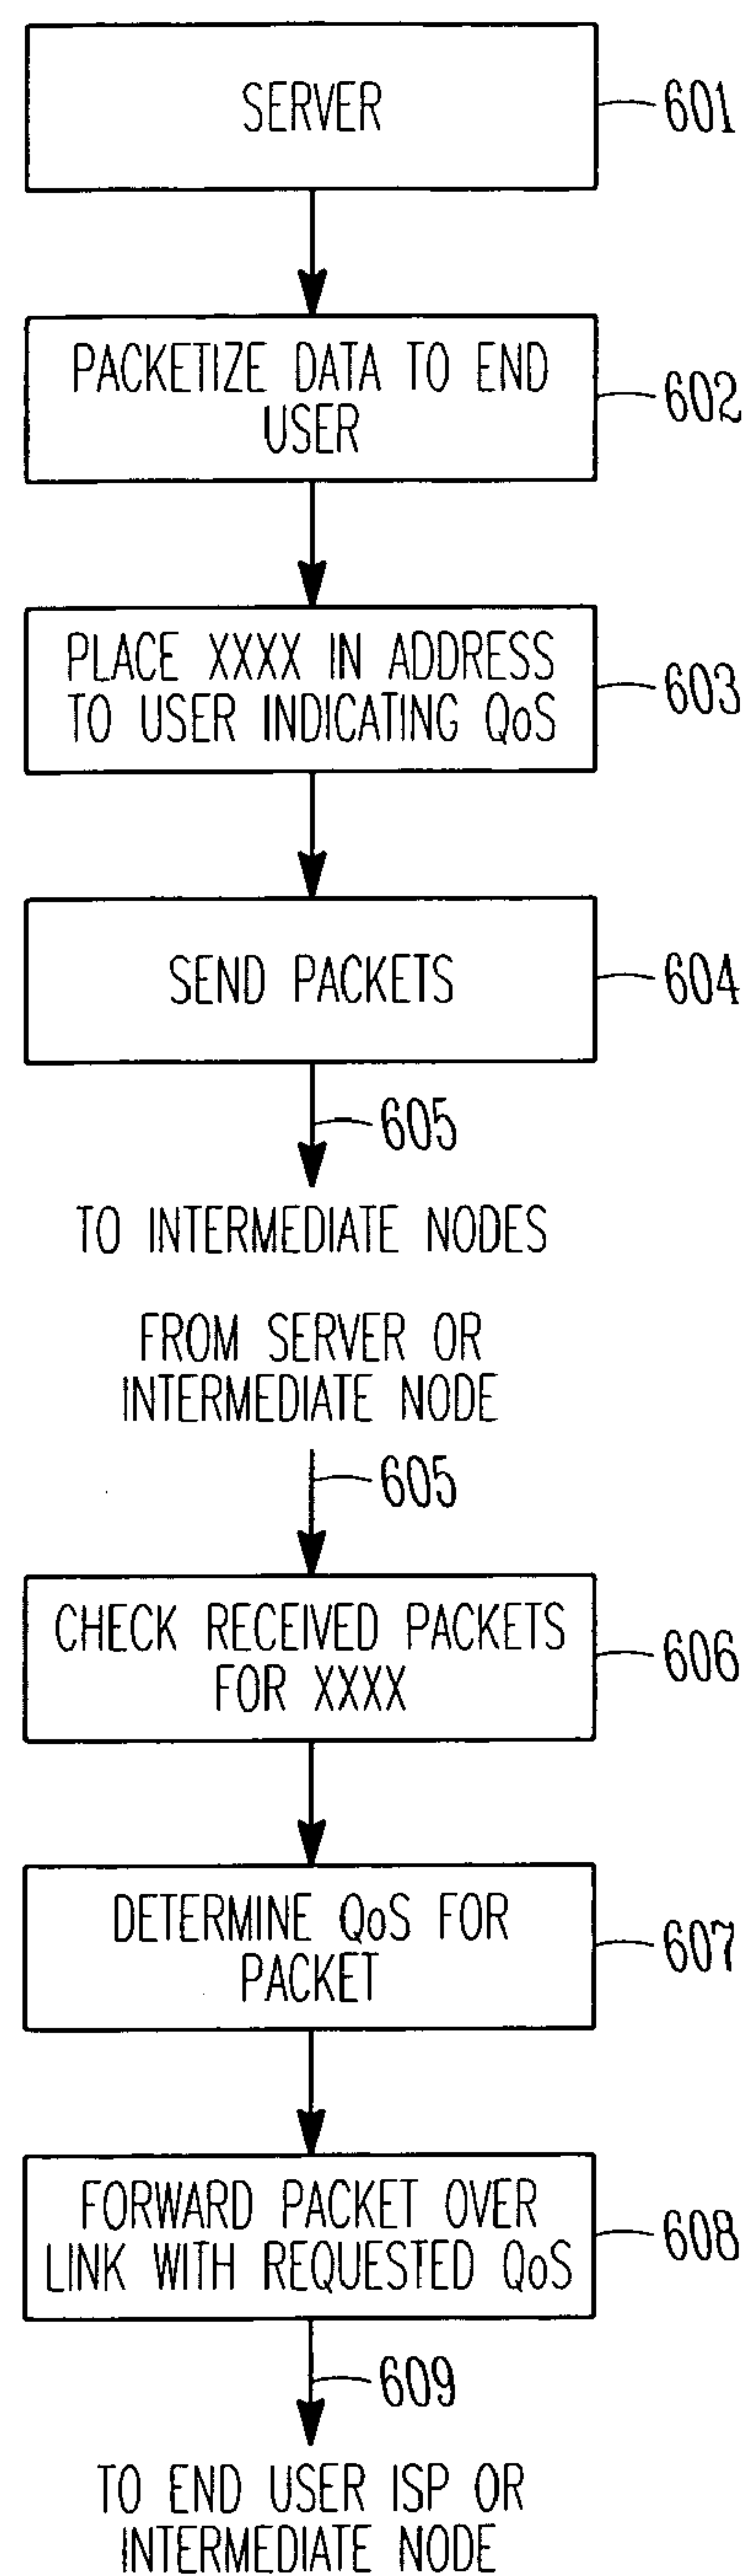 SERVER
601
PACKETIZE DATA TO END
USER
602
PLACE XXXX IN ADDRESS
TO USER INDICATING QoS
603
SEND PACKETS
604
605
TO INTERMEDIATE NODES
FROM SERVER OR
INTERMEDIATE NODE
605
CHECK RECEIVED PACKETS
FOR XXXX
606
DETERMINE QoS FOR
PACKET
607
FORWARD PACKET OVER
LINK WITH REQUESTED QoS
608
609
TO END USER ISP OR
INTERMEDIATE NODE